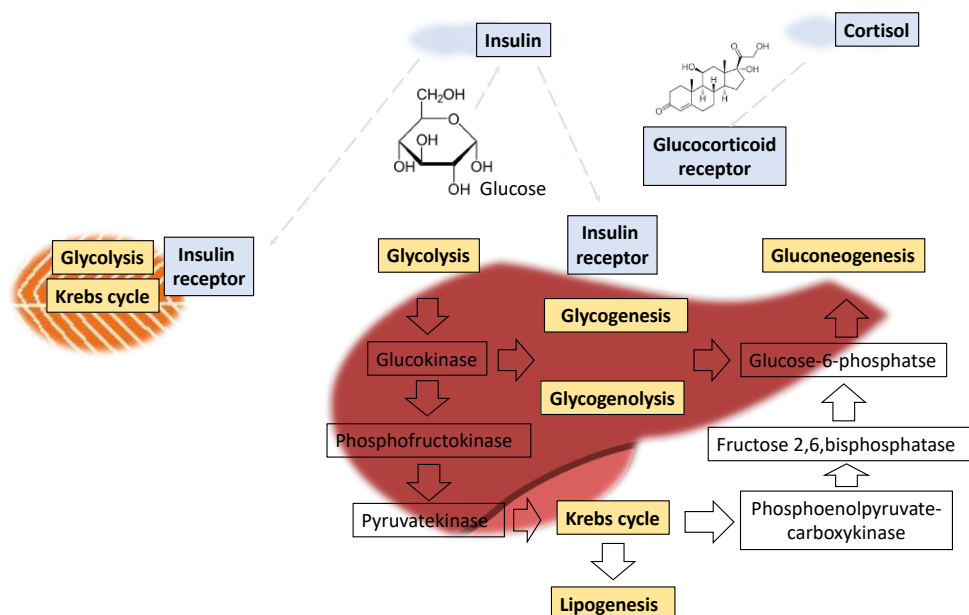 Insulin
Cortisol
O
OH
HO
OH
H
H
H
O
CH₂OH
O
OH
OH
OH
OH
Glucose
Glucocorticoid
receptor
Glycolysis
Krebs cycle
Insulin
receptor
Glycolysis
Insulin
receptor
Gluconeogenesis
Glycogenesis
Glucokinase
Glucose-6-phosphatse
Glycogenolysis
Phosphofructokinase
Fructose 2,6,bisphosphatase
Pyruvatekinase
Krebs cycle
Phosphoenolpyruvate-
carboxykinase
Lipogenesis